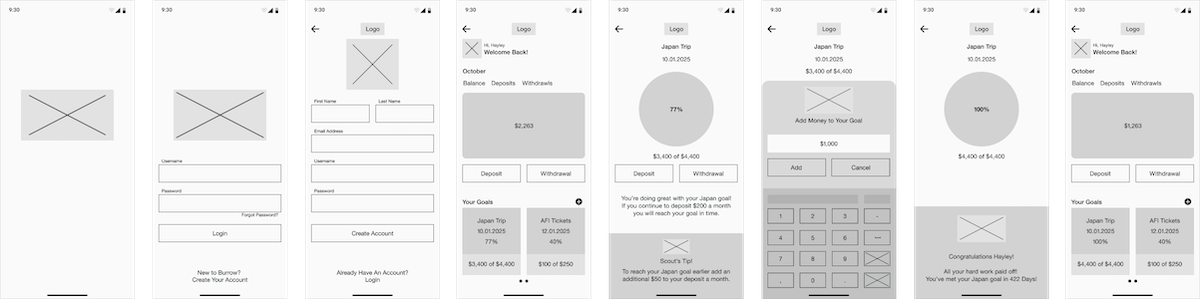 9:30
9:30
Username
Password
Forgot Password?
Login
New to Burrow?
Create Your Account
9:30
Logo
First Name
Last Name
Email Address
Username
Password
Create Account
Already Have An Account?
Login
9:30
Logo
Hi, Hayley
Welcome Back!
October
Balance Deposits Withdrawls
$2,263
Deposit
Withdrawal
Your Goals
Japan Trip
10.01.2025
77%
$3,400 of $4,400
AFI Tickets
12.01.2025
40%
$100 of $250
9:30
Logo
Japan Trip
10.01.2025
77%
$3,400 of $4,400
Deposit
Withdrawal
You're doing great with your Japan goal!
If you continue to deposit $200 a month
you will reach your goal in time.
Scout's Tip!
To reach your Japan goal earlier add an
additional $50 to your deposit a month.
9:30
Logo
Japan Trip
10.01.2025
$3,400 of $4,400
Add Money to Your Goal
$1,000
Add
Cancel
1 2 3 -
4 5 6
7 8 9
, 0 .
9:30
Logo
Japan Trip
10.01.2025
100%
$4,400 of $4,400
Congratulations Hayley!
All your hard work paid off!
You've met your Japan goal in 422 Days!
9:30
Logo
Hi, Hayley
Welcome Back!
October
Balance Deposits Withdrawls
$1,263
Deposit
Withdrawal
Your Goals
Japan Trip
10.01.2025
100%
$4,400 of $4,400
AFI Tickets
12.01.2025
40%
$100 of $250